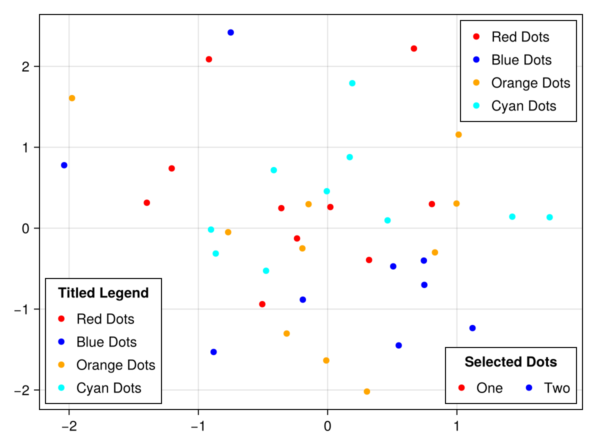 2
1
0
−1
−2
−2
−1
0
1
Red Dots
Blue Dots
Orange Dots
Cyan Dots
Titled Legend
Red Dots
Blue Dots
Orange Dots
Cyan Dots
Selected Dots
One Two